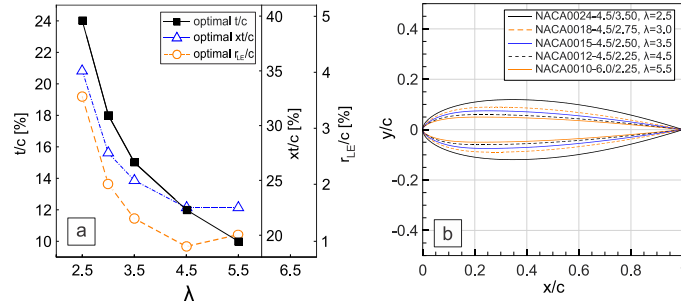 optimal t/c
optimal xt/c
optimal rLE/c
t/c [%]
24
22
20
18
16
14
12
10
xt/c [%]
40
35
30
25
20
rLE/c [%]
5
4
3
2
1
2.5 3.5 4.5 5.5 6.5
λ
a
NACA0024-4.5/3.50, λ=2.5
NACA0018-4.5/2.75, λ=3.0
NACA0015-4.5/2.50, λ=3.5
NACA0012-4.5/2.25, λ=4.5
NACA0010-6.0/2.25, λ=5.5
y/c
0.4
0.2
0
-0.2
-0.4
0 0.2 0.4 0.6 0.8 1
x/c
b